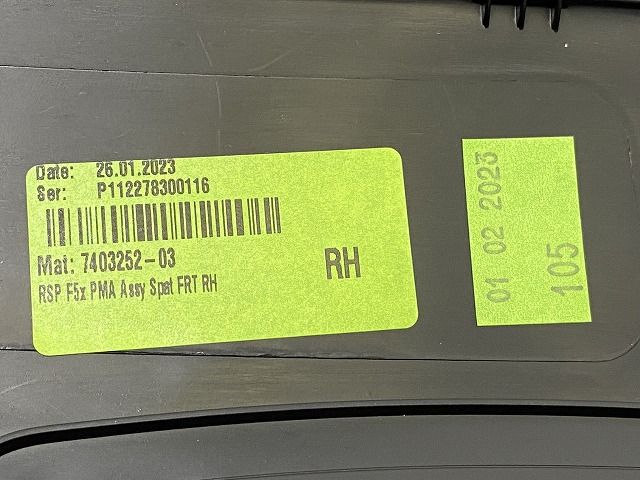 Date: 26.01.2023
Ser: P112278300116
Mat: 7403252-03
RSP F5x PMA Assy Spat FRT RH
RH
01 02 2023
105